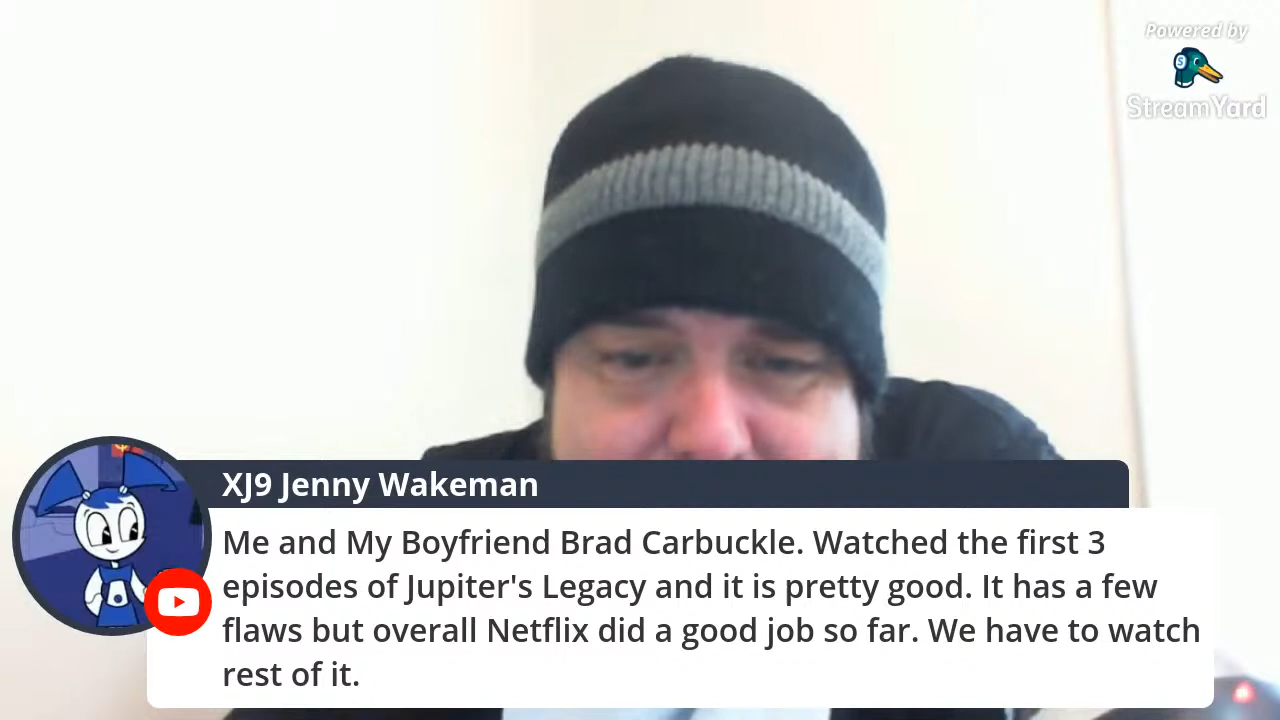 Powered by
StreamYard
XJ9 Jenny Wakeman
Me and My Boyfriend Brad Carbuckle. Watched the first 3
episodes of Jupiter's Legacy and it is pretty good. It has a few
flaws but overall Netflix did a good job so far. We have to watch
rest of it.